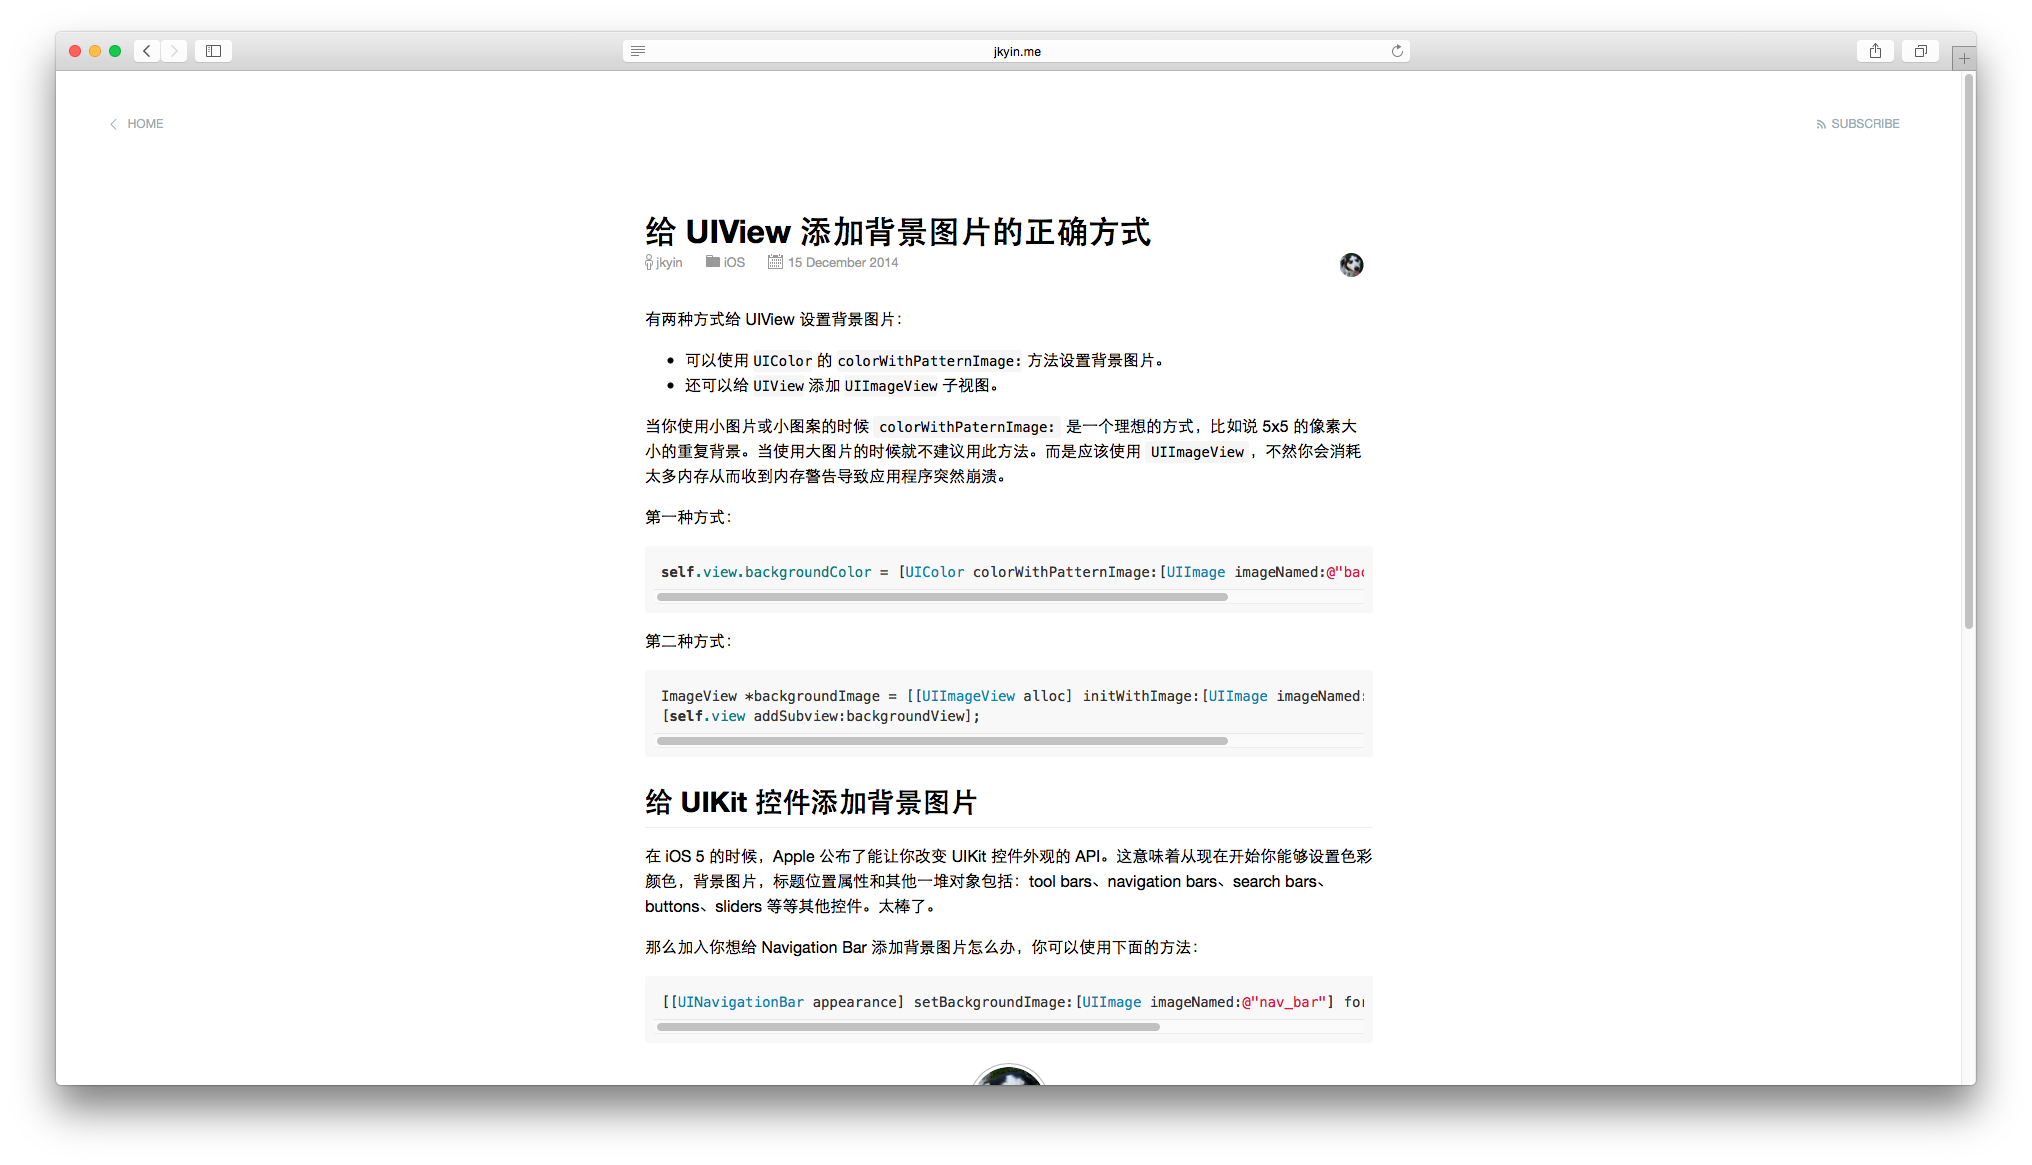 jkyin.me
HOME
SUBSCRIBE
给 UIView 添加背景图片的正确方式
jkyin iOS 15 December 2014
有两种方式给 UIView 设置背景图片：
可以使用 UIColor 的 colorWithPatternImage: 方法设置背景图片。
还可以给 UIView 添加 UIImageView 子视图。
当你使用小图片或小图案的时候 colorWithPaternImage: 是一个理想的方式，比如说 5x5 的像素大
小的重复背景。当使用大图片的时候就不建议用此方法。而是应该使用 UIImageView ，不然你会消耗
太多内存从而收到内存警告导致应用程序突然崩溃。
第一种方式：
self.view.backgroundColor = [UIColor colorWithPatternImage:[UIImage imageNamed:@"bac
第二种方式：
ImageView *backgroundImage = [[UIImageView alloc] initWithImage:[UIImage imageNamed:
[self.view addSubview:backgroundView];
给 UIKit 控件添加背景图片
在 iOS 5 的时候，Apple 公布了能让你改变 UIKit 控件外观的 API。这意味着从现在开始你能够设置色彩
颜色，背景图片，标题位置属性和其他一堆对象包括：tool bars、navigation bars、search bars、
buttons、sliders 等等其他控件。太棒了。
那么加入你想给 Navigation Bar 添加背景图片怎么办，你可以使用下面的方法：
[[UINavigationBar appearance] setBackgroundImage:[UIImage imageNamed:@"nav_bar"] for